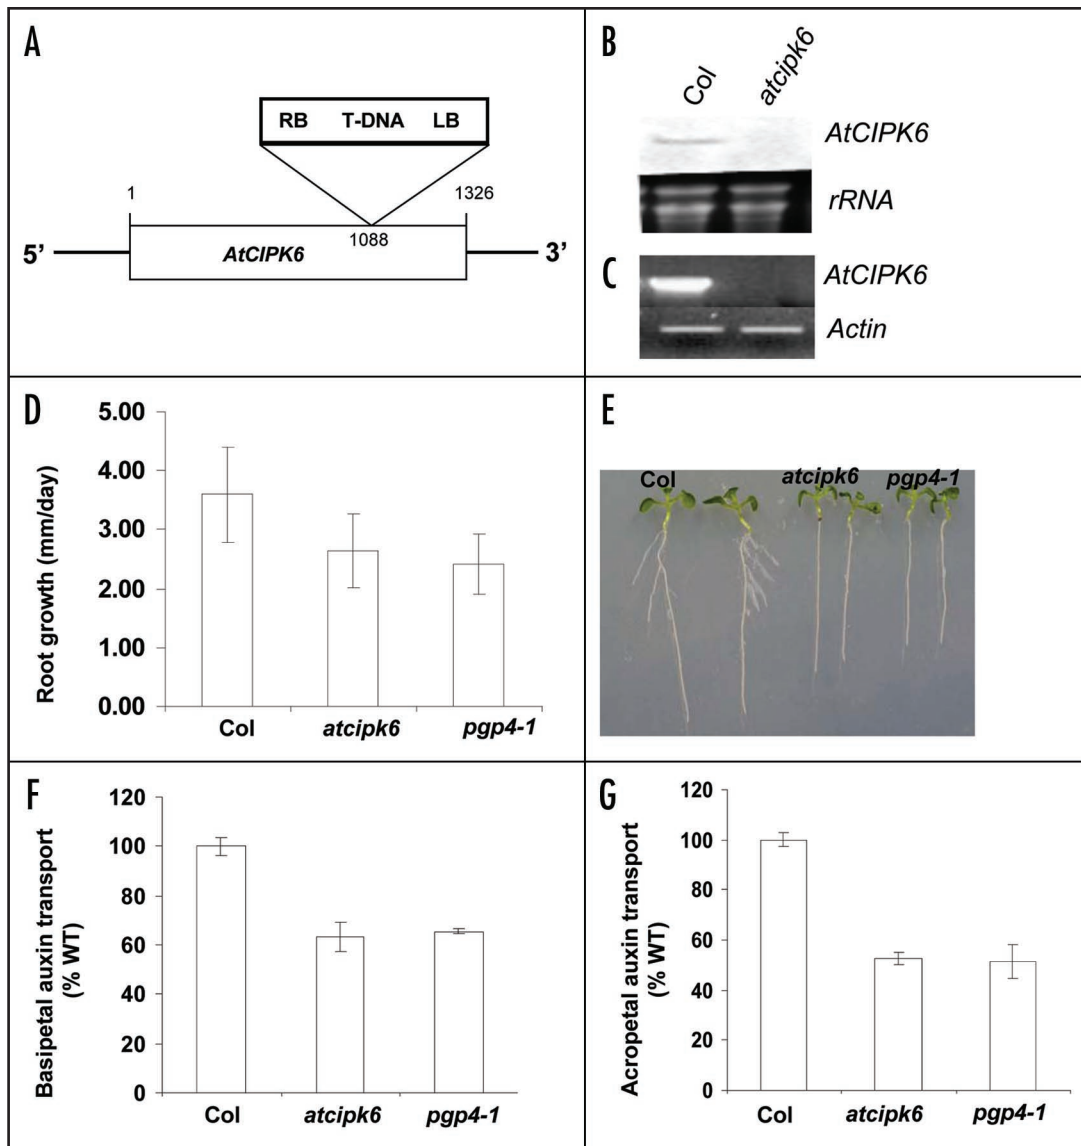 A
RB T-DNA LB
1
1326
1088
5’
AtCIPK6
3’
B
Col
atcipk6
AtCIPK6
rRNA
C
AtCIPK6
Actin
D
Root growth (mm/day)
5.00
4.00
3.00
2.00
1.00
0.00
Col
atcipk6
pgp4-1
E
Col
atcipk6
pgp4-1
F
Basipetal auxin transport
(% WT)
120
100
80
60
40
20
0
Col
atcipk6
pgp4-1
G
Acropetal auxin transport
(% WT)
120
100
80
60
40
20
0
Col
atcipk6
pgp4-1